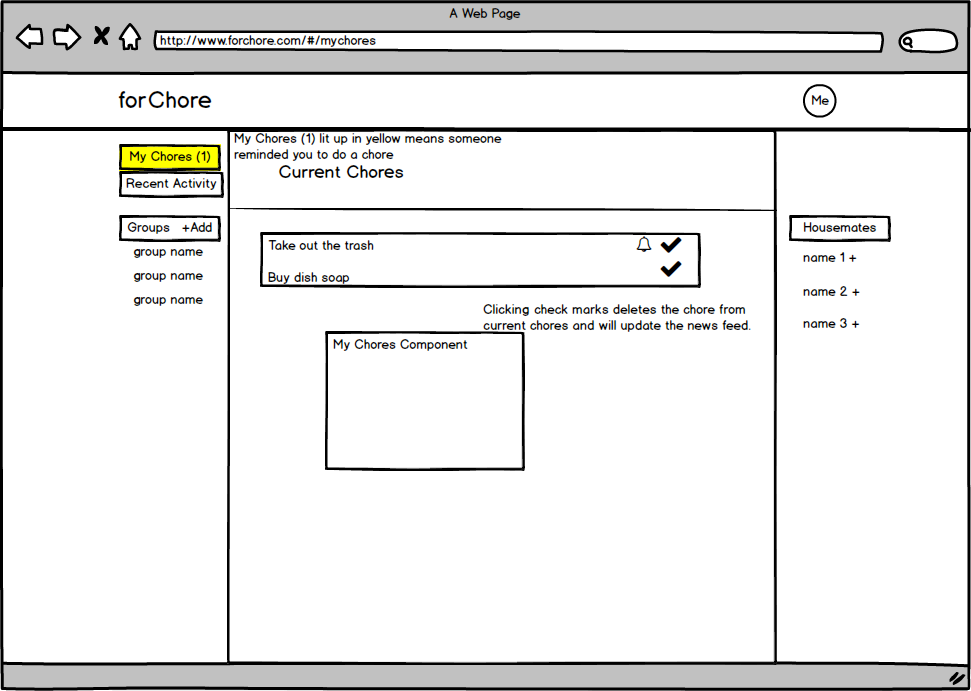 A Web Page
http://www.forchore.com/#/mychores
forChore
Me
My Chores (1)
Recent Activity
Groups +Add
group name
group name
group name
My Chores (1) lit up in yellow means someone
reminded you to do a chore
Current Chores
Take out the trash
Buy dish soap
Clicking check marks deletes the chore from
current chores and will update the news feed.
My Chores Component
Housemates
name 1 +
name 2 +
name 3 +